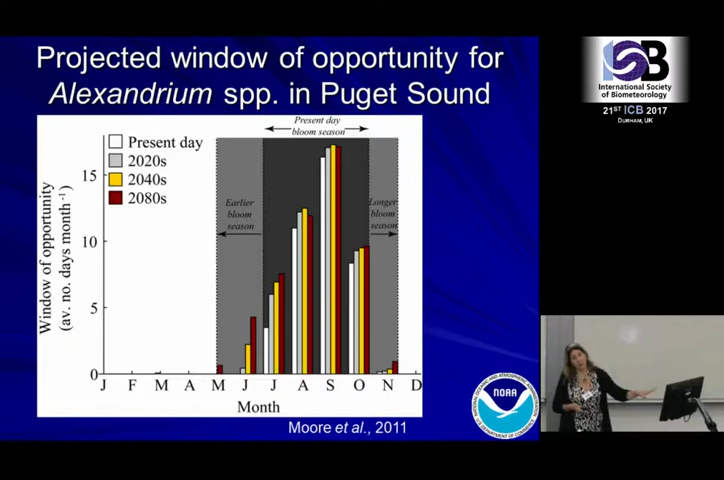 Projected window of opportunity for
Alexandrium spp. in Puget Sound
Present day
bloom season
Present day
2020s
2040s
2080s
Earlier
bloom
season
Longer
bloom
season
Window of opportunity
(av. no. days month⁻¹)
15
10
5
0
J F M A M J J A S O N D
Month
Moore et al., 2011
NOAA
ISB
International Society
of Biometeorology
21ST ICB 2017
DURHAM, UK